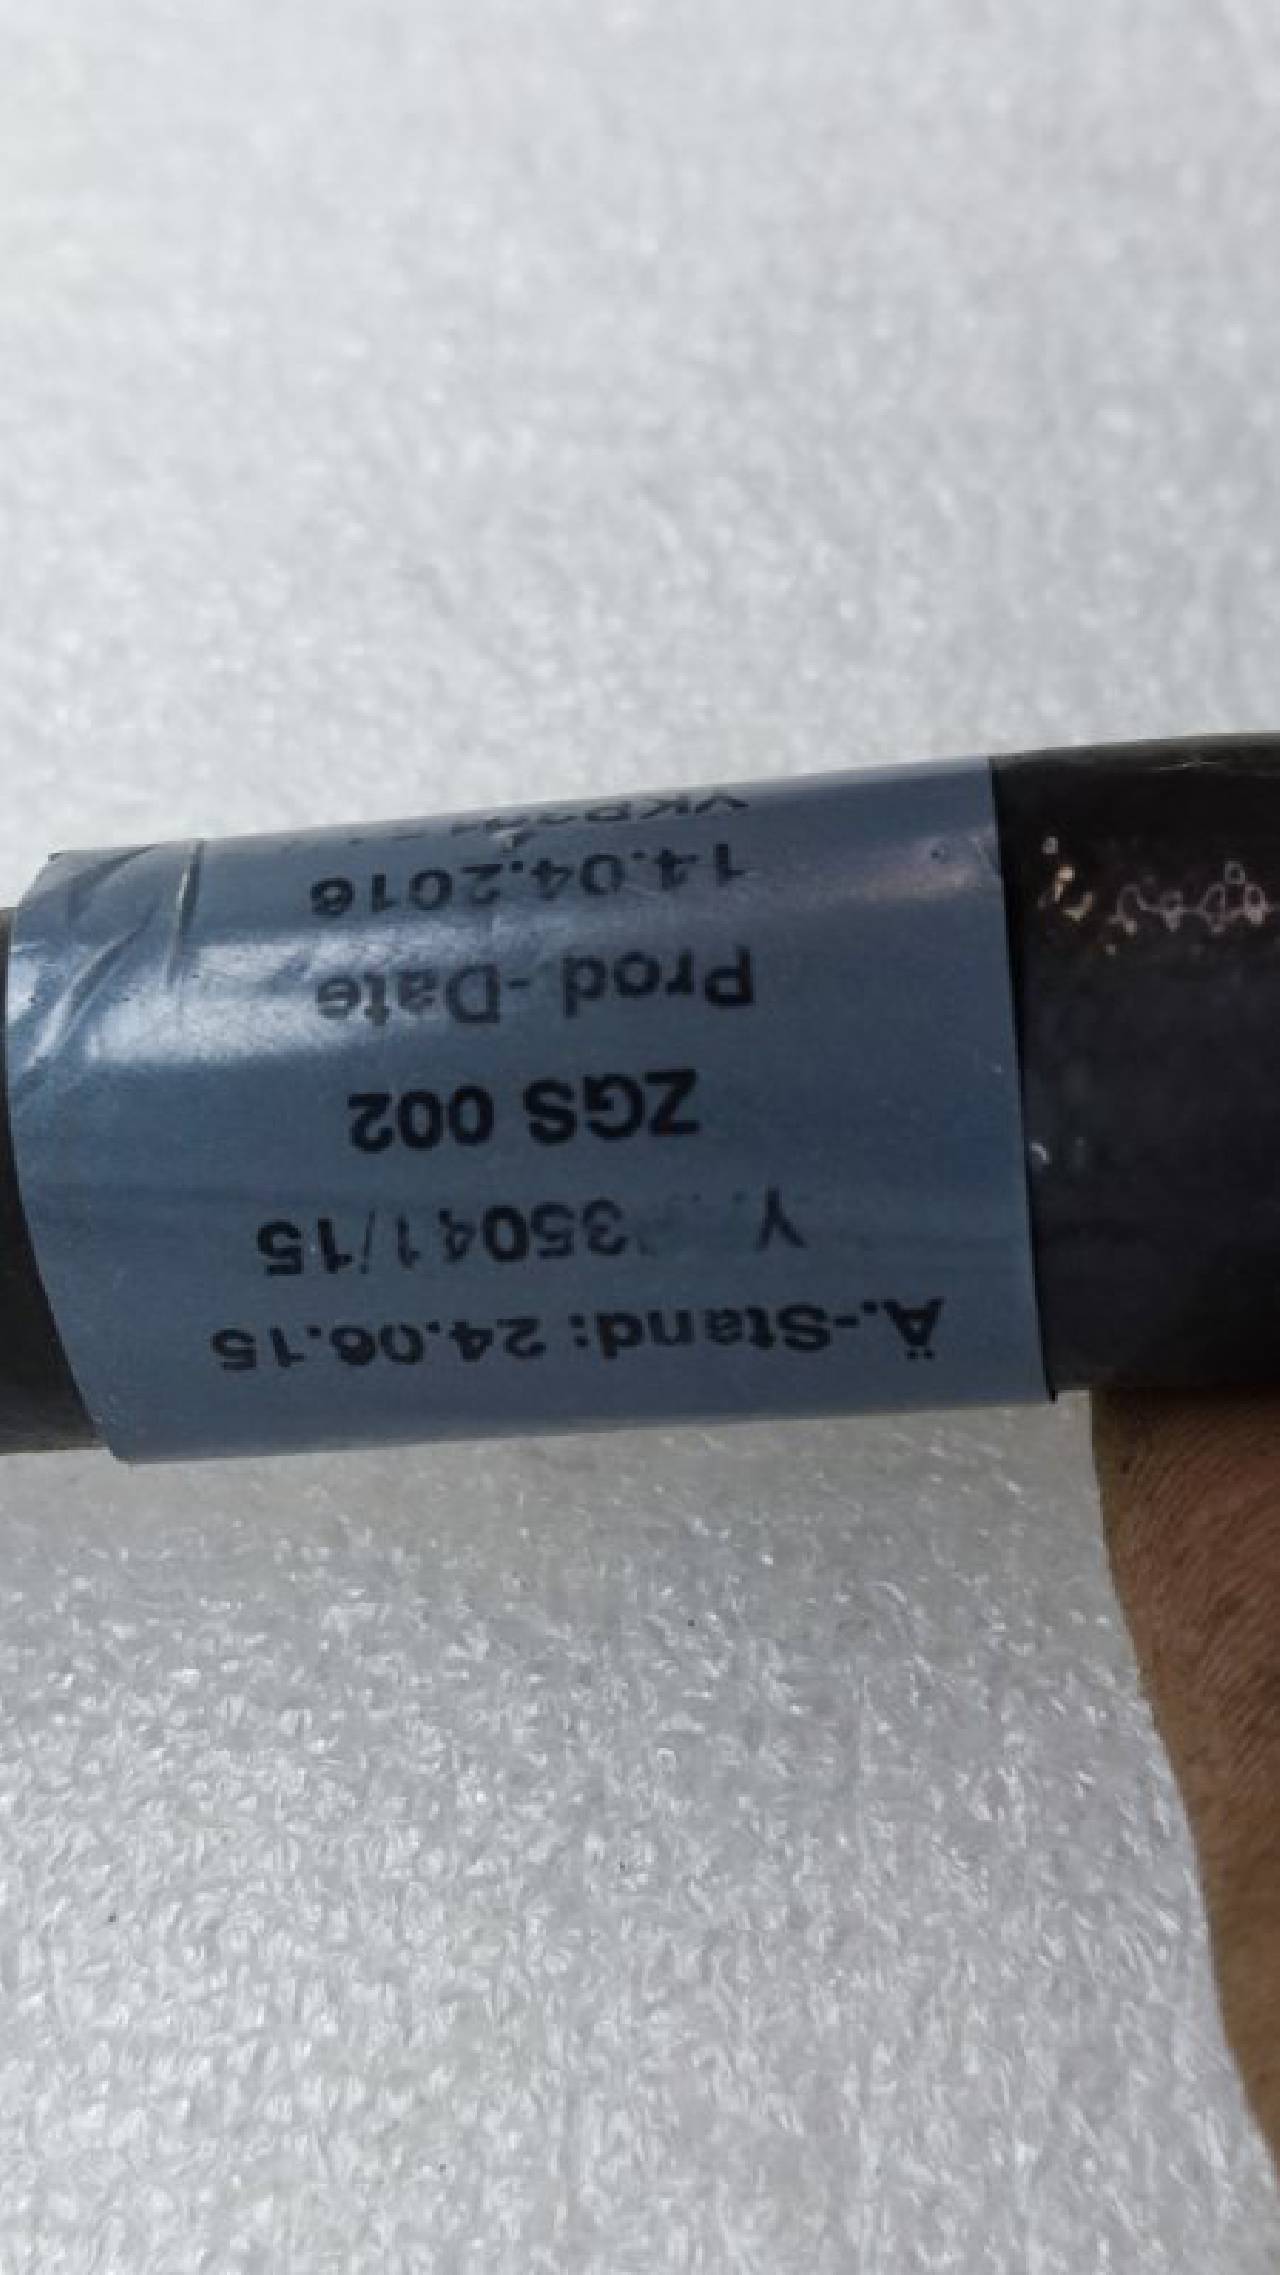 Ä.-Stand: 24.06.15
35041/15
ZGS 002
Prod -Date
14.04.2016